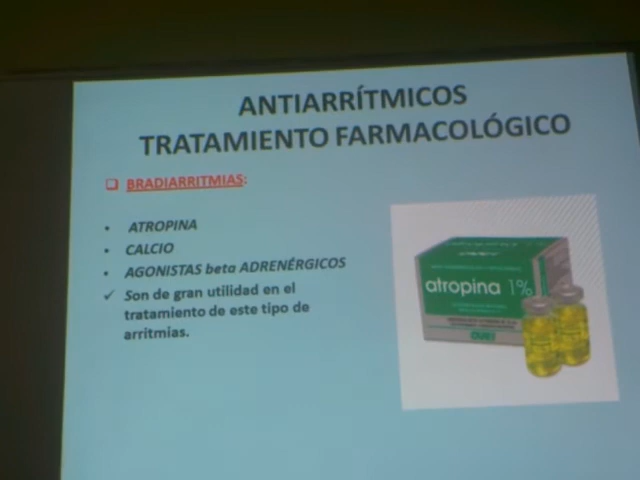 ANTIARRÍTMICOS
TRATAMIENTO FARMACOLÓGICO
❑ BRADIARRITMIAS:
• ATROPINA
• CALCIO
• AGONISTAS beta ADRENÉRGICOS
✓ Son de gran utilidad en el
tratamiento de este tipo de
arritmias.
atropina 1%